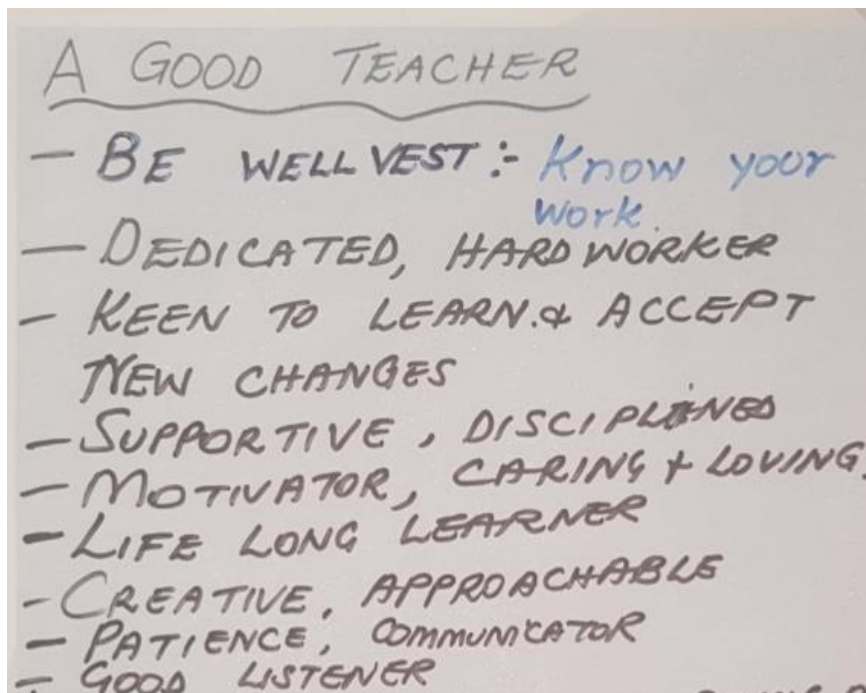 A GOOD TEACHER
- BE WELL VEST :- Know your
work.
- DEDICATED, HARD WORKER
- KEEN TO LEARN & ACCEPT
NEW CHANGES
- SUPPORTIVE, DISCIPLINED
- MOTIVATOR, CARING + LOVING.
- LIFE LONG LEARNER
- CREATIVE, APPROACHABLE
- PATIENCE, COMMUNICATOR
- GOOD LISTENER